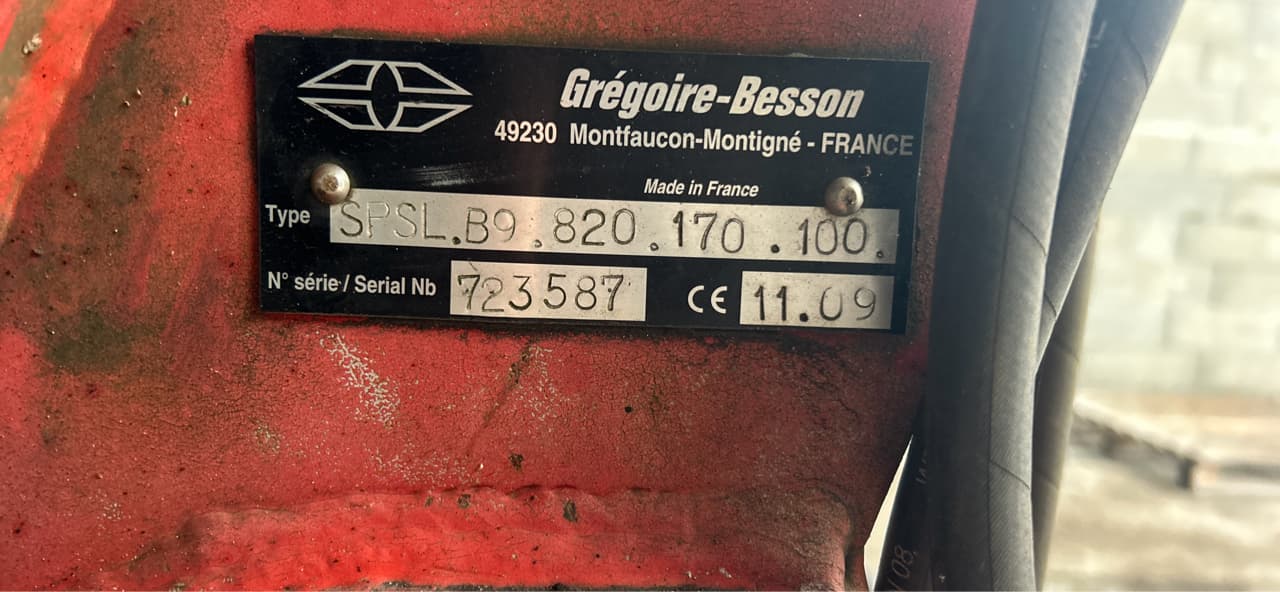 Grégoire-Besson
49230 Montfaucon-Montigné - FRANCE
Made in France
Type SPSL.B9.820.170.100.
N° série / Serial Nb 723587 CE 11.09
08